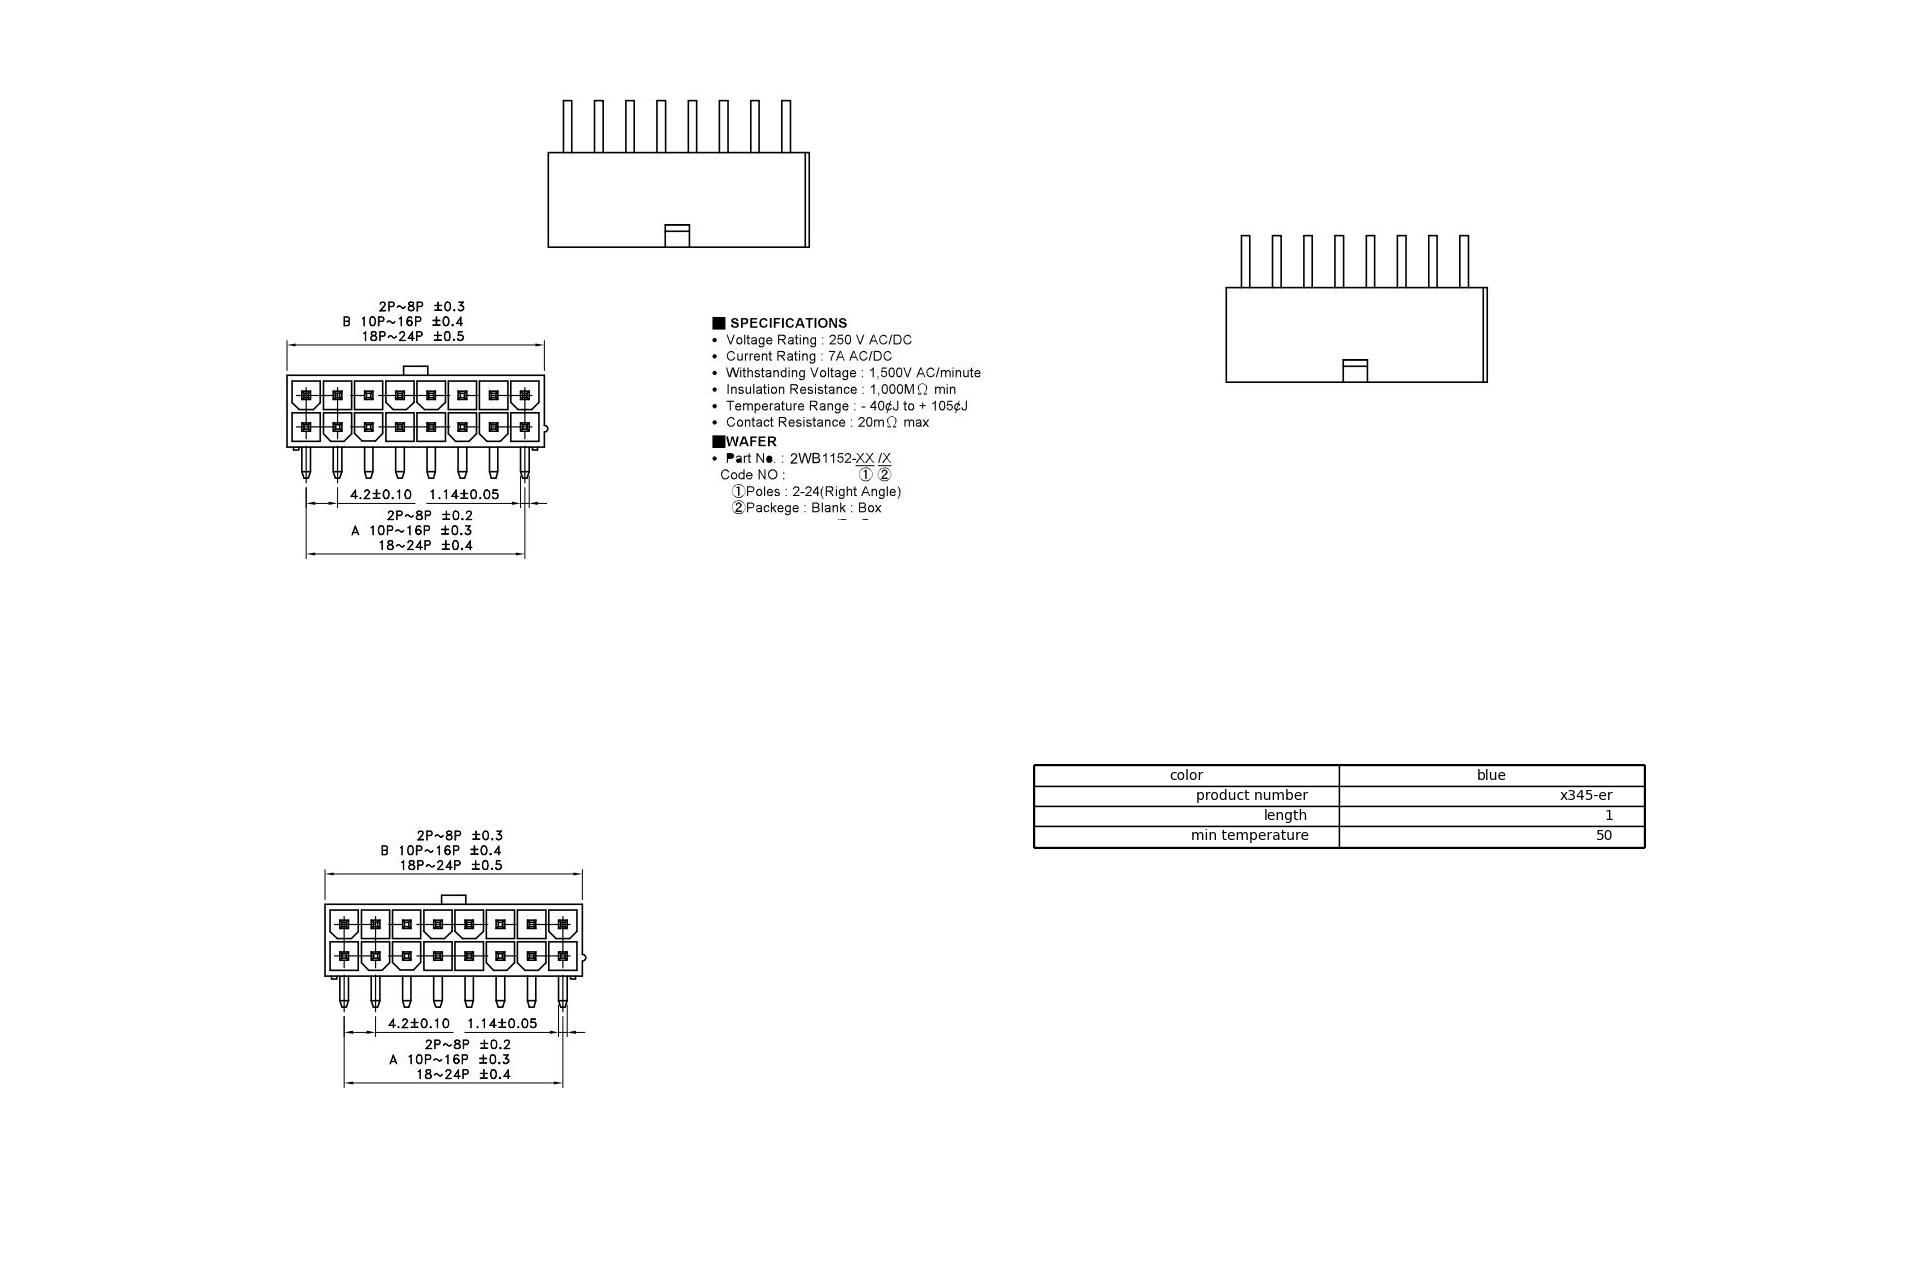 2P~8P ±0.3
B 10P~16P ±0.4
18P~24P ±0.5
4.2±0.10 1.14±0.05
2P~8P ±0.2
A 10P~16P ±0.3
18~24P ±0.4
■ SPECIFICATIONS
• Voltage Rating : 250 V AC/DC
• Current Rating : 7A AC/DC
• Withstanding Voltage : 1,500V AC/minute
• Insulation Resistance : 1,000MΩ min
• Temperature Range : - 40¢J to + 105¢J
• Contact Resistance : 20mΩ max
■WAFER
• Part No. : 2WB1152-XX /X
Code NO : ① ②
①Poles : 2-24(Right Angle)
②Packege : Blank : Box
color blue
product number x345-er
length 1
min temperature 50
2P~8P ±0.3
B 10P~16P ±0.4
18P~24P ±0.5
4.2±0.10 1.14±0.05
2P~8P ±0.2
A 10P~16P ±0.3
18~24P ±0.4